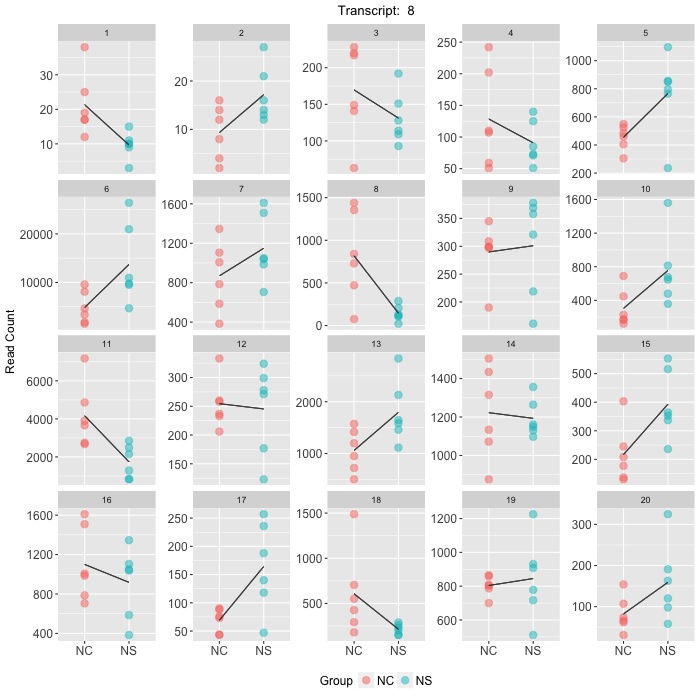 Transcript: 8
1 2 3 4 5
30 20 10
20 10
200 150 100
250 200 150 100 50
1000 800 600 400 200
6 7 8 9 10
20000 10000
1600 1200 800 400
1500 1000 500 0
350 300 250 200
1600 1200 800 400
Read Count
11 12 13 14 15
6000 4000 2000
300 250 200 150
2000 1000
1400 1200 1000
500 400 300 200
16 17 18 19 20
1600 1200 800 400
250 200 150 100 50
1500 1000 500
1200 1000 800 600
300 200 100
NC NS NC NS NC NS NC NS NC NS
Group NC NS